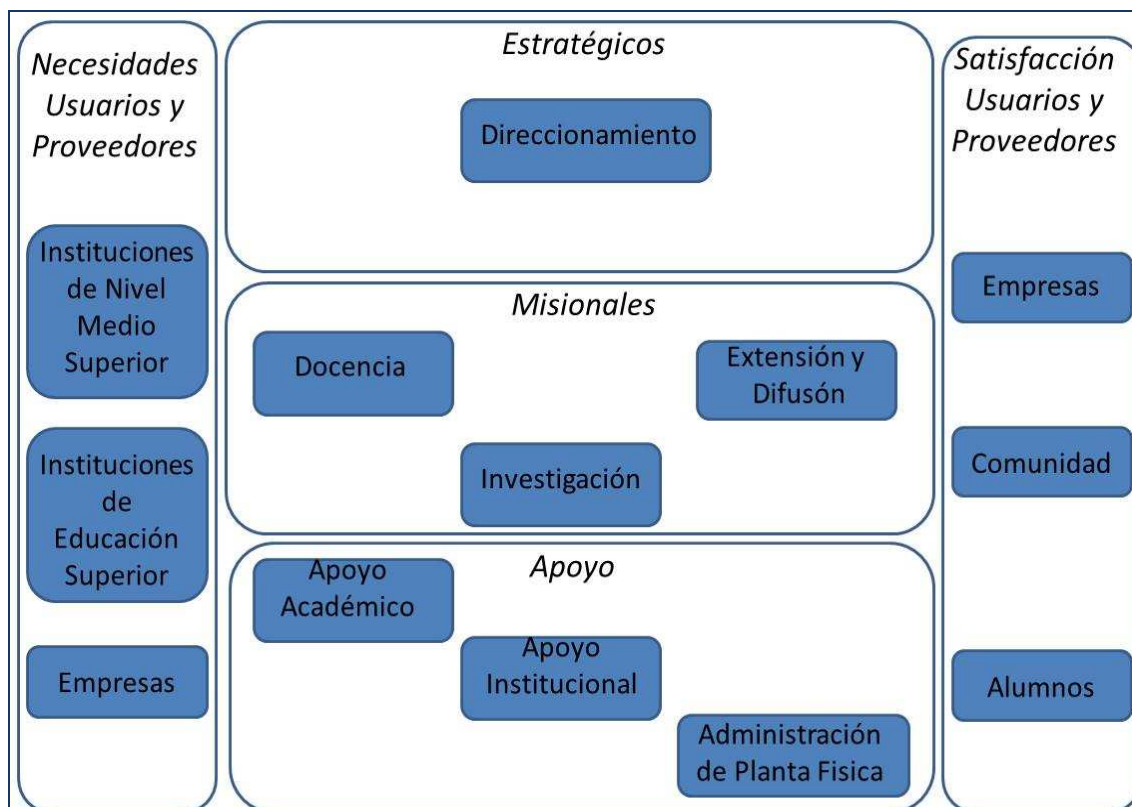 Necesidades
Usuarios y
Proveedores
Instituciones
de Nivel
Medio
Superior
Instituciones
de
Educación
Superior
Empresas
Estratégicos
Direccionamiento
Misionales
Docencia
Extensión y
Difusón
Investigación
Apoyo
Apoyo
Académico
Apoyo
Institucional
Administración
de Planta Fisica
Satisfacción
Usuarios y
Proveedores
Empresas
Comunidad
Alumnos